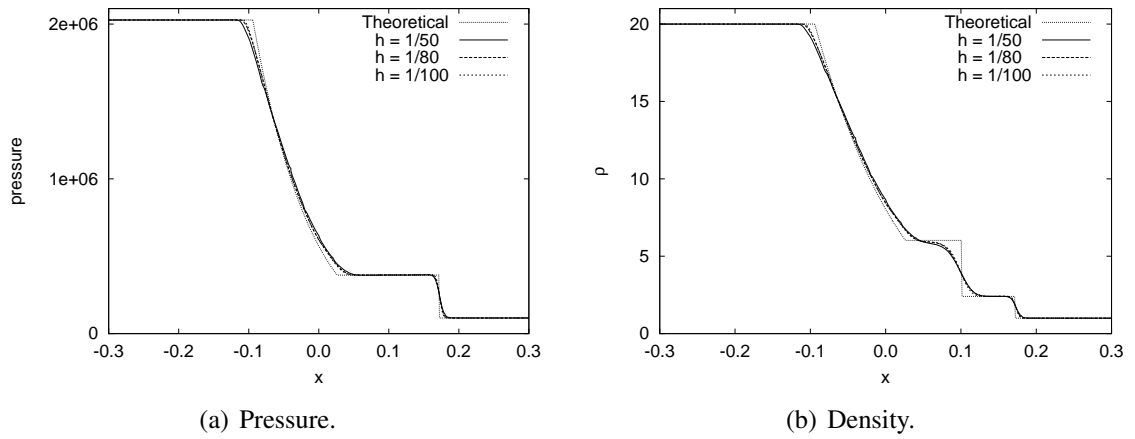 2e+06
1e+06
0
pressure
-0.3 -0.2 -0.1 0.0 0.1 0.2 0.3
x
Theoretical
h = 1/50
h = 1/80
h = 1/100
(a) Pressure.
20
15
10
5
0
ρ
-0.3 -0.2 -0.1 0.0 0.1 0.2 0.3
x
Theoretical
h = 1/50
h = 1/80
h = 1/100
(b) Density.